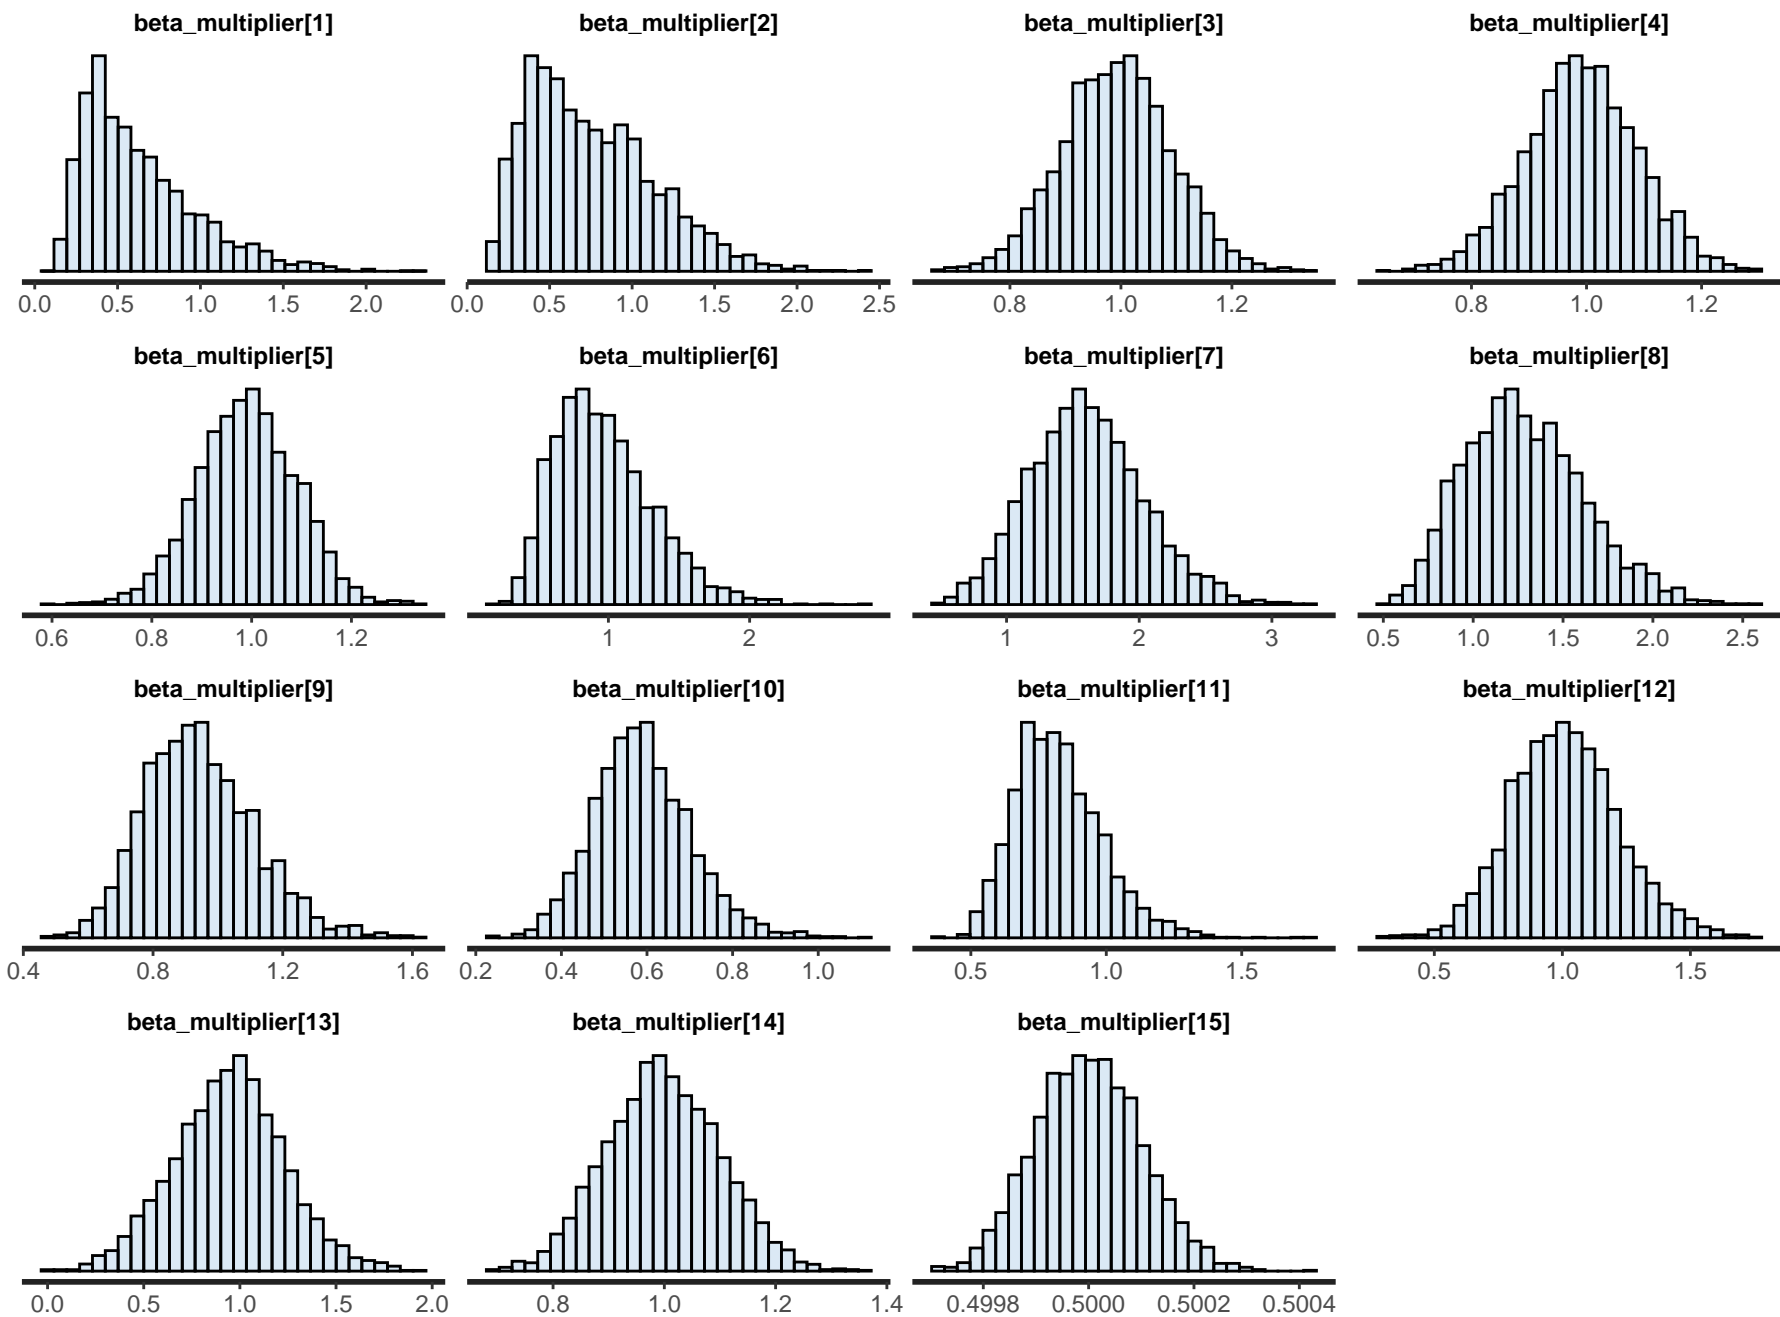 beta_multiplier[1] beta_multiplier[2] beta_multiplier[3] beta_multiplier[4]
0.0 0.5 1.0 1.5 2.0 0.0 0.5 1.0 1.5 2.0 2.5 0.8 1.0 1.2 0.8 1.0 1.2
beta_multiplier[5] beta_multiplier[6] beta_multiplier[7] beta_multiplier[8]
0.6 0.8 1.0 1.2 1 2 1 2 3 0.5 1.0 1.5 2.0 2.5
beta_multiplier[9] beta_multiplier[10] beta_multiplier[11] beta_multiplier[12]
0.4 0.8 1.2 1.6 0.2 0.4 0.6 0.8 1.0 0.5 1.0 1.5 0.5 1.0 1.5
beta_multiplier[13] beta_multiplier[14] beta_multiplier[15]
0.0 0.5 1.0 1.5 2.0 0.8 1.0 1.2 1.4 0.4998 0.5000 0.5002 0.5004